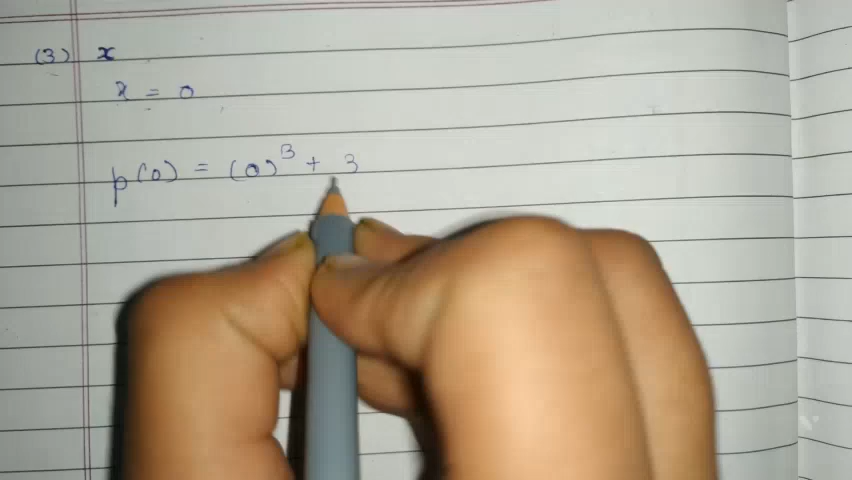 (3) x
x = 0
p(0) = (0)³ + 3